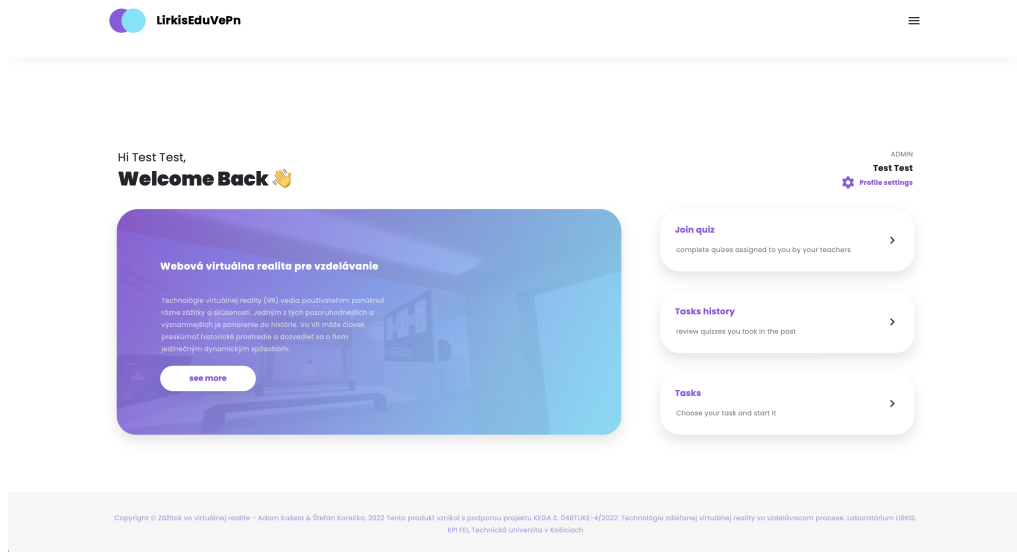 LirkisEduVePn
Hi Test Test,
Welcome Back 👋
ADMIN
Test Test
Profile settings
Webová virtuálna realita pre vzdelávanie
Technológie virtuálnej reality (VR) vedia používateľom ponúknuť
rôzne zážitky a skúsenosti. Jedným z tých pozoruhodnejších a
významnejších je ponorenie do histórie. Vo VR môže človek
preskúmať historické prostredie a dozvedieť sa o ňom
jedinečným dynamickým spôsobom.
see more
Join quiz
complete quizes assigned to you by your teachers
Tasks history
review quizzes you took in the past
Tasks
Choose your task and start it
Copyright © Zážitok vo virtuálnej realite - Adam Kašela & Štefan Korečko, 2022 Tento produkt vznikol s podporou projektu KEGA č. 048TUKE-4/2022: Technológie zdieľanej virtuálnej reality vo vzdelávacom procese. Laboratórium LIRKIS,
KPI FEI, Technická univerzita v Košiciach